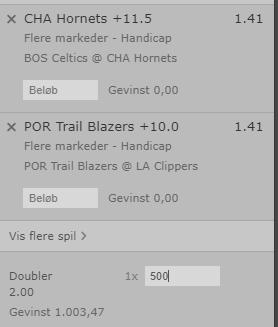 CHA Hornets +11.5 1.41
Flere markeder - Handicap
BOS Celtics @ CHA Hornets
Beløb Gevinst 0,00
POR Trail Blazers +10.0 1.41
Flere markeder - Handicap
POR Trail Blazers @ LA Clippers
Beløb Gevinst 0,00
Vis flere spil >
Doubler 1x 500
2.00
Gevinst 1.003,47